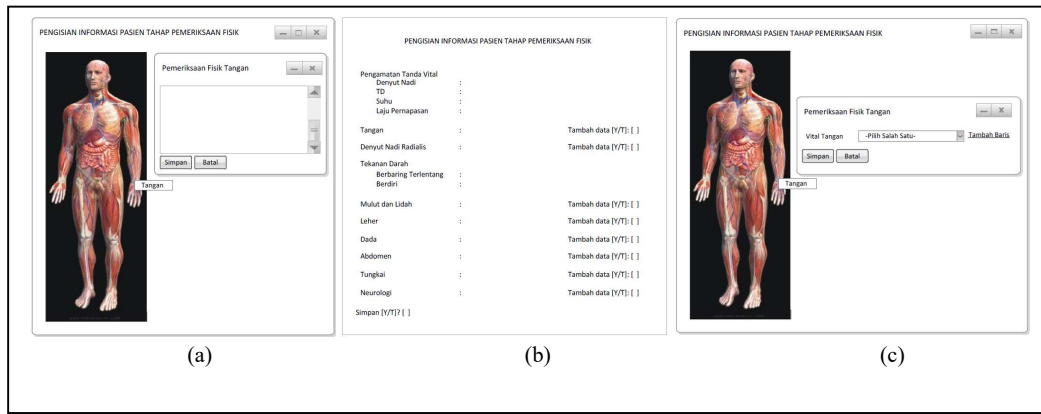 PENGISIAN INFORMASI PASIEN TAHAP PEMERIKSAAN FISIK
Pemeriksaan Fisik Tangan
Simpan Batal
Tangan
(a)
PENGISIAN INFORMASI PASIEN TAHAP PEMERIKSAAN FISIK
Pengamatan Tanda Vital
Denyut Nadi :
TD :
Suhu :
Laju Pernapasan :
Tangan : Tambah data [Y/T]: [ ]
Denyut Nadi Radialis : Tambah data [Y/T]: [ ]
Tekanan Darah
Berbaring Terlentang :
Berdiri :
Mulut dan Lidah : Tambah data [Y/T]: [ ]
Leher : Tambah data [Y/T]: [ ]
Dada : Tambah data [Y/T]: [ ]
Abdomen : Tambah data [Y/T]: [ ]
Tungkai : Tambah data [Y/T]: [ ]
Neurologi : Tambah data [Y/T]: [ ]
Simpan [Y/T]? [ ]
(b)
PENGISIAN INFORMASI PASIEN TAHAP PEMERIKSAAN FISIK
Pemeriksaan Fisik Tangan
Vital Tangan -Pilih Salah Satu- Tambah Baris
Simpan Batal
Tangan
(c)